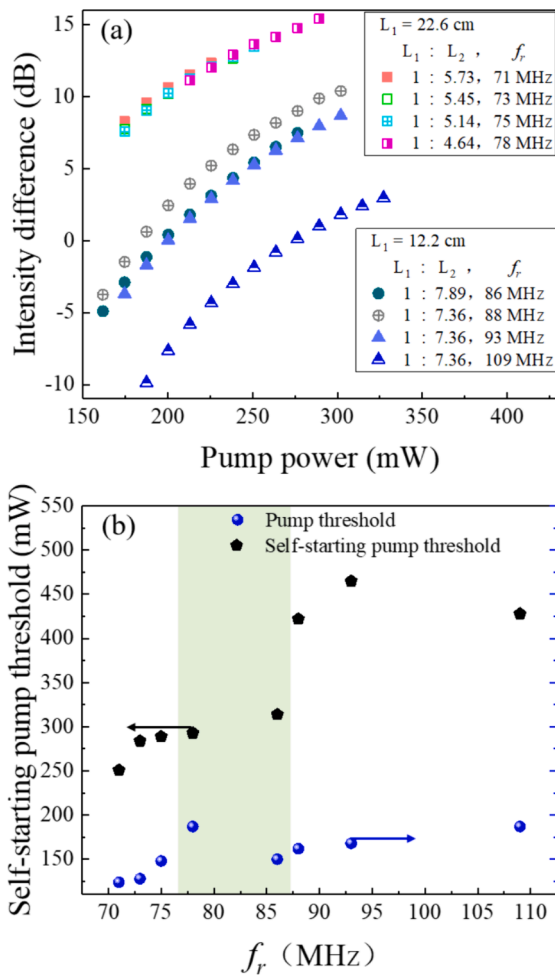 (a)
L₁ = 22.6 cm
L₁ : L₂ , fᵣ
1 : 5.73, 71 MHz
1 : 5.45, 73 MHz
1 : 5.14, 75 MHz
1 : 4.64, 78 MHz
L₁ = 12.2 cm
L₁ : L₂ , fᵣ
1 : 7.89, 86 MHz
1 : 7.36, 88 MHz
1 : 7.36, 93 MHz
1 : 7.36, 109 MHz
Intensity difference (dB)
15
10
5
0
-5
-10
150 200 250 300 350 400
Pump power (mW)
(b)
Pump threshold
Self-starting pump threshold
Self-starting pump threshold (mW)
550
500
450
400
350
300
250
200
150
70 75 80 85 90 95 100 105 110
fᵣ (MHz)